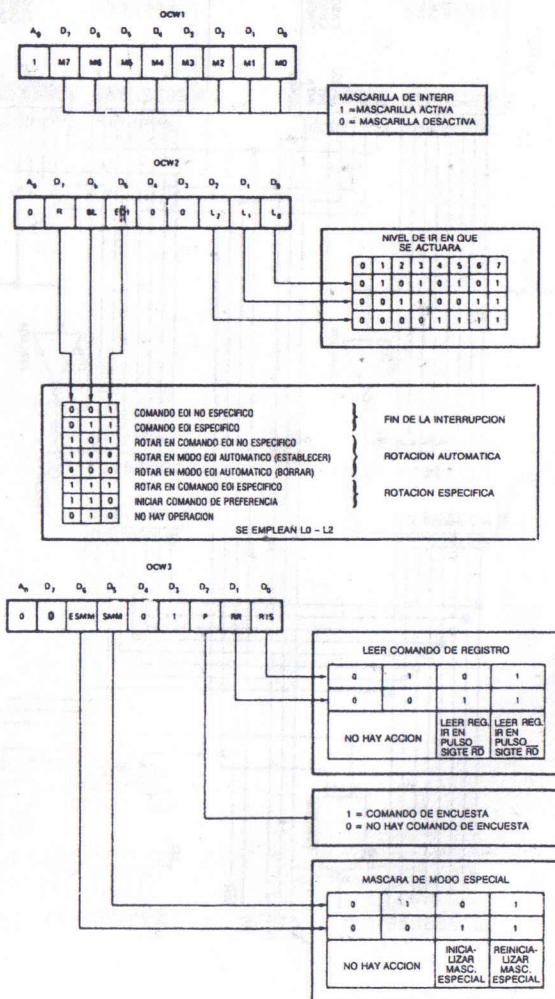 OCW1
A0 D7 D6 D5 D4 D3 D2 D1 D0
1 M7 M6 M5 M4 M3 M2 M1 M0
MASCARILLA DE INTERR
1 = MASCARILLA ACTIVA
0 = MASCARILLA DESACTIVA
OCW2
A0 D7 D6 D5 D4 D3 D2 D1 D0
0 R SL EOI 0 0 L2 L1 L0
NIVEL DE IR EN QUE
SE ACTUARA
0 1 2 3 4 5 6 7
0 1 0 1 0 1 0 1
0 0 1 1 0 0 1 1
0 0 0 0 1 1 1 1
0 0 1 COMANDO EOI NO ESPECIFICO
0 1 1 COMANDO EOI ESPECIFICO
FIN DE LA INTERRUPCION
1 0 1 ROTAR EN COMANDO EOI NO ESPECIFICO
1 0 0 ROTAR EN MODO EOI AUTOMATICO (ESTABLECER)
0 0 0 ROTAR EN MODO EOI AUTOMATICO (BORRAR)
ROTACION AUTOMATICA
1 1 1 ROTAR EN COMANDO EOI ESPECIFICO
1 1 0 INICIAR COMANDO DE PREFERENCIA
ROTACION ESPECIFICA
0 1 0 NO HAY OPERACION
SE EMPLEAN L0 - L2
OCW3
An D7 D6 D5 D4 D3 D2 D1 D0
0 0 ESMM SMM 0 1 P RR R1S
LEER COMANDO DE REGISTRO
0 1 0 1
0 0 1 1
NO HAY ACCION
LEER REG.
IR EN
PULSO
SIGTE RD
LEER REG.
IR EN
PULSO
SIGTE RD
1 = COMANDO DE ENCUESTA
0 = NO HAY COMANDO DE ENCUESTA
MASCARA DE MODO ESPECIAL
0 1 0 1
0 0 1 1
NO HAY ACCION
INICIA-
LIZAR
MASC.
ESPECIAL
REINICIA-
LIZAR
MASC.
ESPECIAL